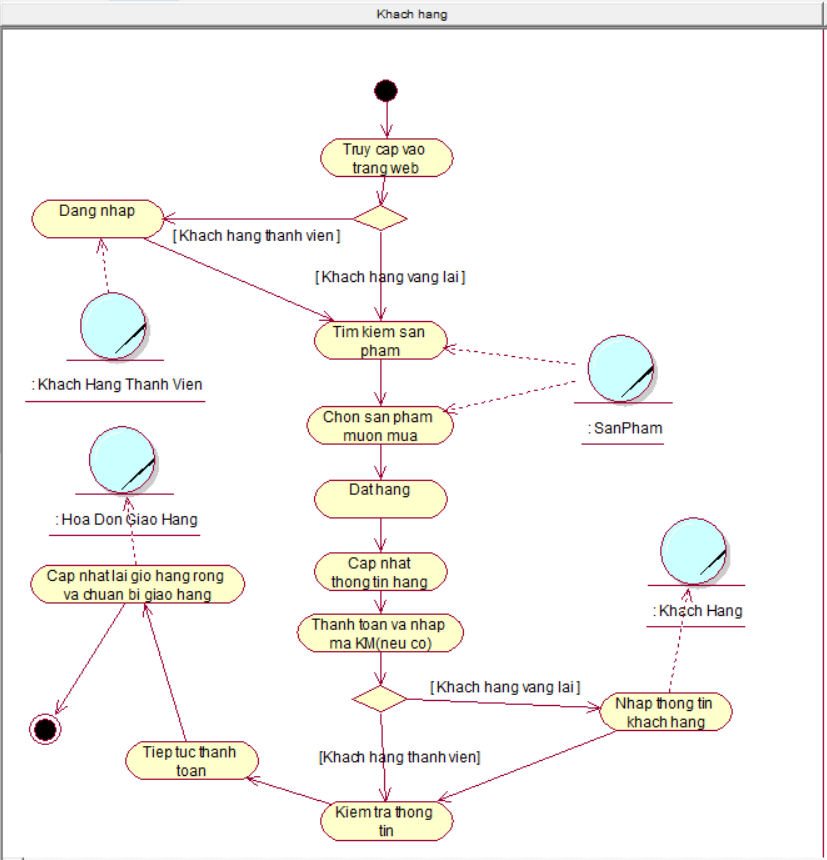 Khach hang
Truy cap vao
trang web
Dang nhap
[ Khach hang thanh vien ]
[ Khach hang vang lai ]
Tim kiem san
pham
: Khach Hang Thanh Vien
Chon san pham
muon mua
: SanPham
Dat hang
: Hoa Don Giao Hang
Cap nhat
thong tin hang
Cap nhat lai gio hang rong
va chuan bi giao hang
: Khach Hang
Thanh toan va nhap
ma KM(neu co)
[ Khach hang vang lai ]
Nhap thong tin
khach hang
[Khach hang thanh vien]
Tiep tuc thanh
toan
Kiem tra thong
tin